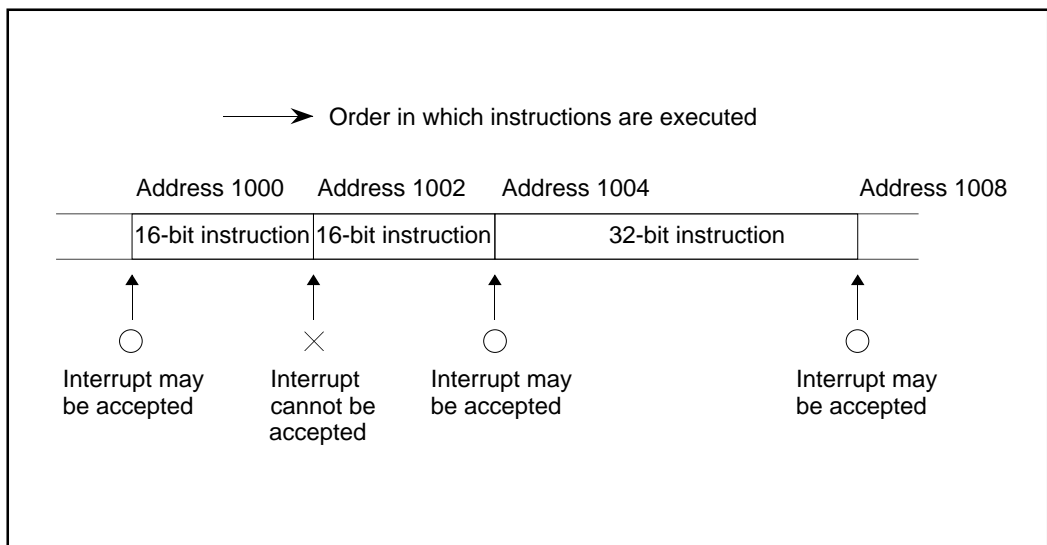 Order in which instructions are executed
Address 1000
Address 1002
Address 1004
Address 1008
16-bit instruction
16-bit instruction
32-bit instruction
Interrupt may
be accepted
Interrupt
cannot be
accepted
Interrupt may
be accepted
Interrupt may
be accepted